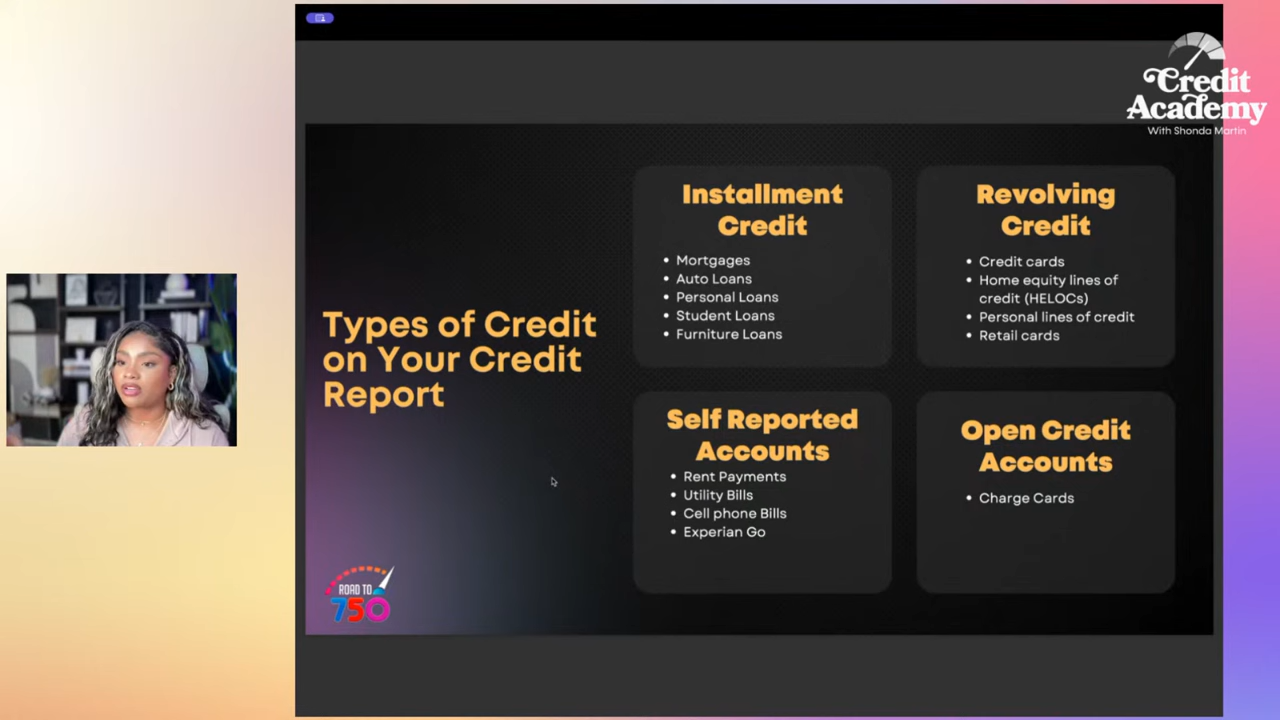 Credit
Academy
With Shonda Martin
Types of Credit
on Your Credit
Report
Installment
Credit
• Mortgages
• Auto Loans
• Personal Loans
• Student Loans
• Furniture Loans
Revolving
Credit
• Credit cards
• Home equity lines of
credit (HELOCs)
• Personal lines of credit
• Retail cards
Self Reported
Accounts
• Rent Payments
• Utility Bills
• Cell phone Bills
• Experian Go
Open Credit
Accounts
• Charge Cards
ROAD TO
750